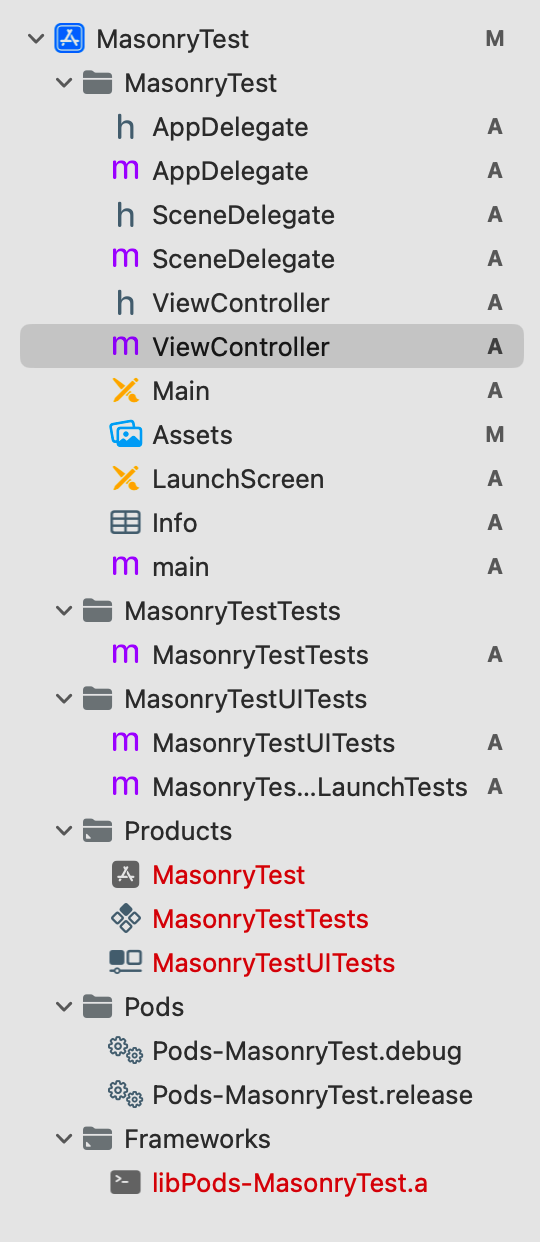 MasonryTest M
MasonryTest
h AppDelegate A
m AppDelegate A
h SceneDelegate A
m SceneDelegate A
h ViewController A
m ViewController A
Main A
Assets M
LaunchScreen A
Info A
m main A
MasonryTestTests
m MasonryTestTests A
MasonryTestUITests
m MasonryTestUITests A
m MasonryTes...LaunchTests A
Products
MasonryTest
MasonryTestTests
MasonryTestUITests
Pods
Pods-MasonryTest.debug
Pods-MasonryTest.release
Frameworks
libPods-MasonryTest.a